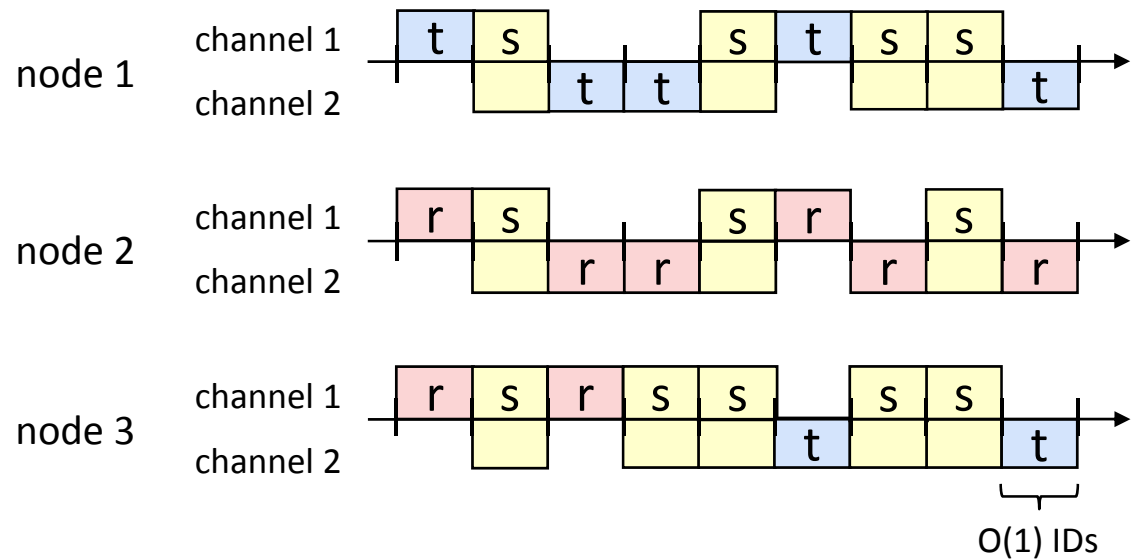 channel 1 t s s t s s
node 1
channel 2 t t t
channel 1 r s s r s
node 2
channel 2 r r r r
channel 1 r s r s s s s
node 3
channel 2 t t
O(1) IDs